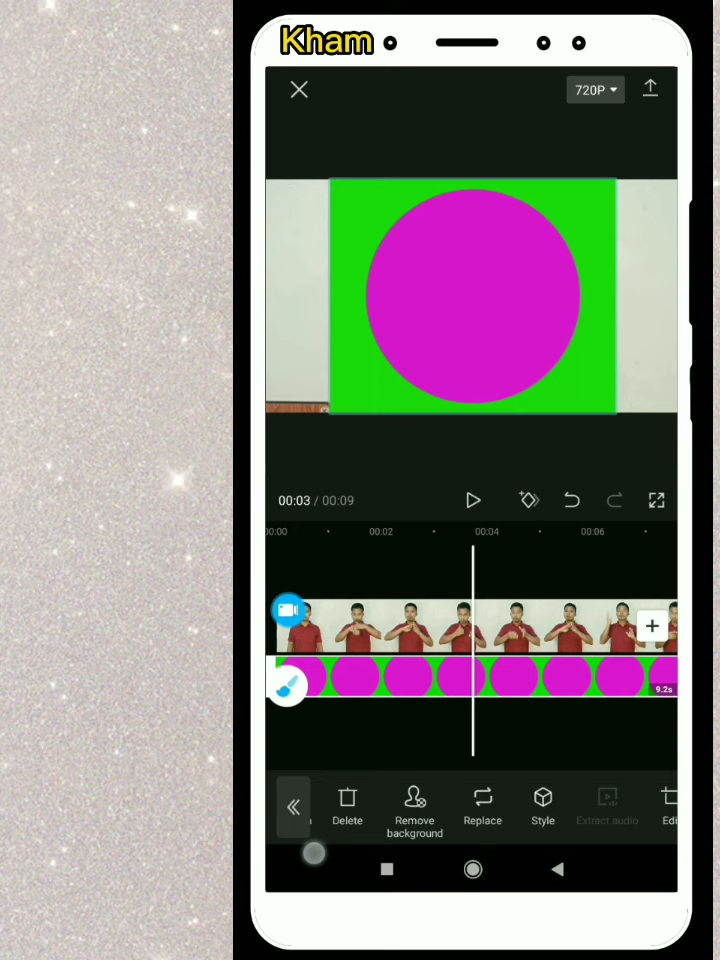 Kham
720P
00:03 / 00:09
00:00
00:02
00:04
00:06
9.2s
Delete
Remove background
Replace
Style
Extract audio
Edi